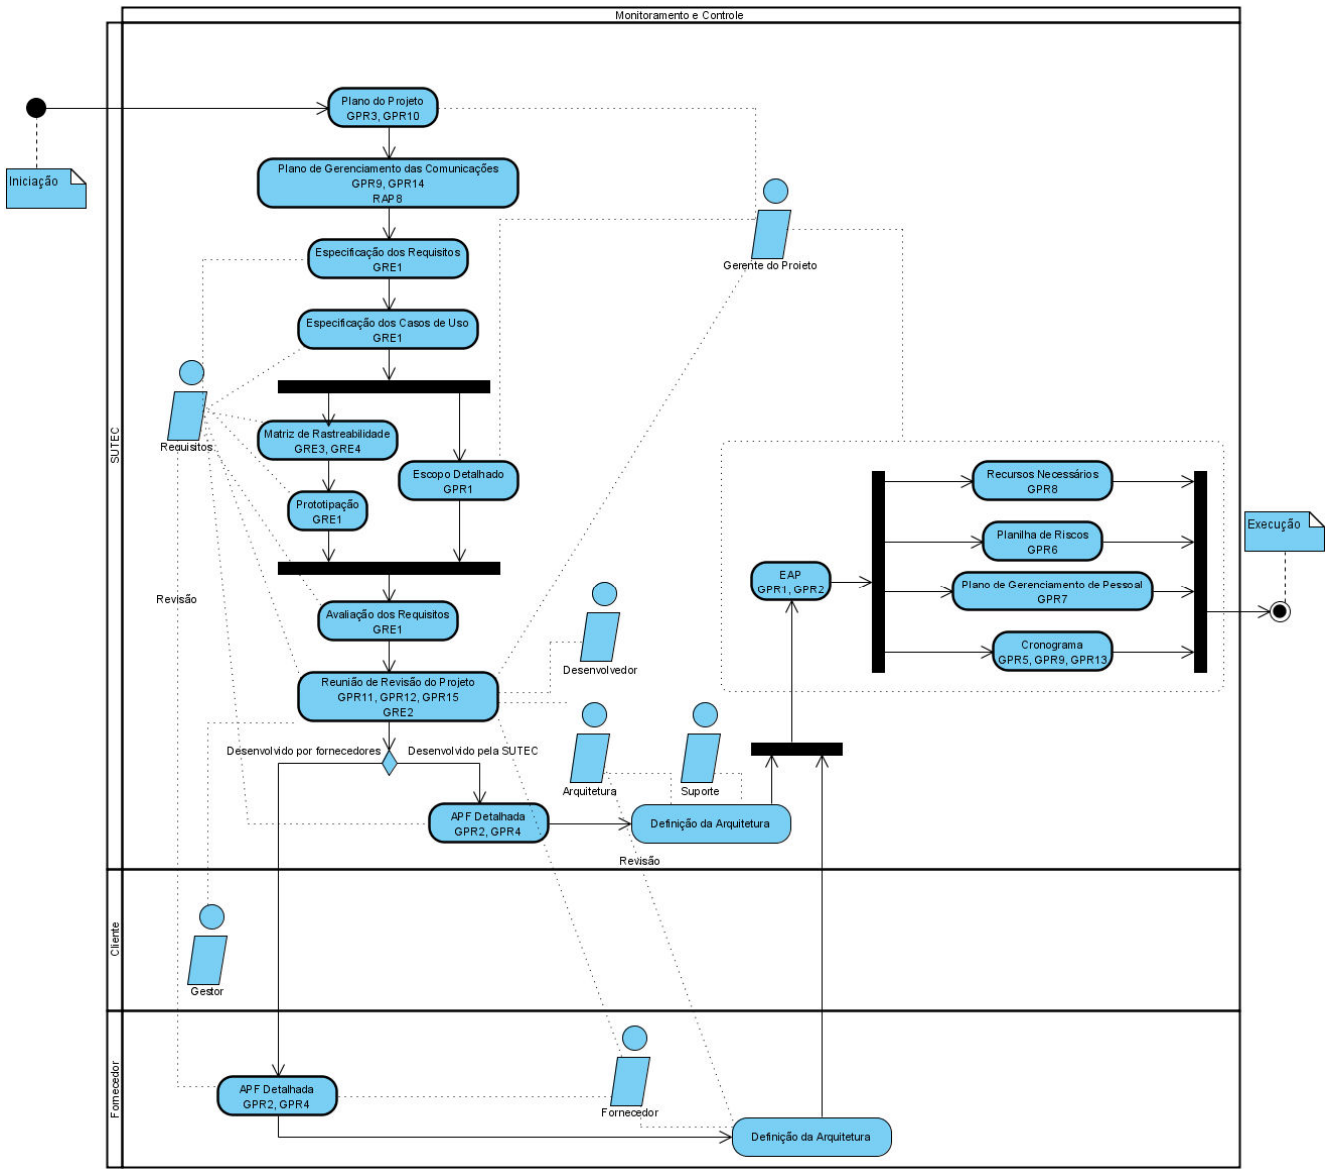 Monitoramento e Controle
Plano do Projeto
GPR3, GPR10
Iniciação
Plano de Gerenciamento das Comunicações
GPR9, GPR14
RAP8
Gerente do Projeto
Especificação dos Requisitos
GRE1
Especificação dos Casos de Uso
GRE1
Requisitos
Matriz de Rastreabilidade
GRE3, GRE4
Escopo Detalhado
GPR1
Prototipação
GRE1
SUTEC
Recursos Necessários
GPR8
Planilha de Riscos
GPR6
Execução
EAP
GPR1, GPR2
Plano de Gerenciamento de Pessoal
GPR7
Cronograma
GPR5, GPR9, GPR13
Revisão
Avaliação dos Requisitos
GRE1
Desenvolvedor
Reunião de Revisão do Projeto
GPR11, GPR12, GPR15
GRE2
Desenvolvido por fornecedores
Desenvolvido pela SUTEC
Arquitetura
Suporte
APF Detalhada
GPR2, GPR4
Definição da Arquitetura
Revisão
Cliente
Gestor
Fornecedor
APF Detalhada
GPR2, GPR4
Fornecedor
Definição da Arquitetura